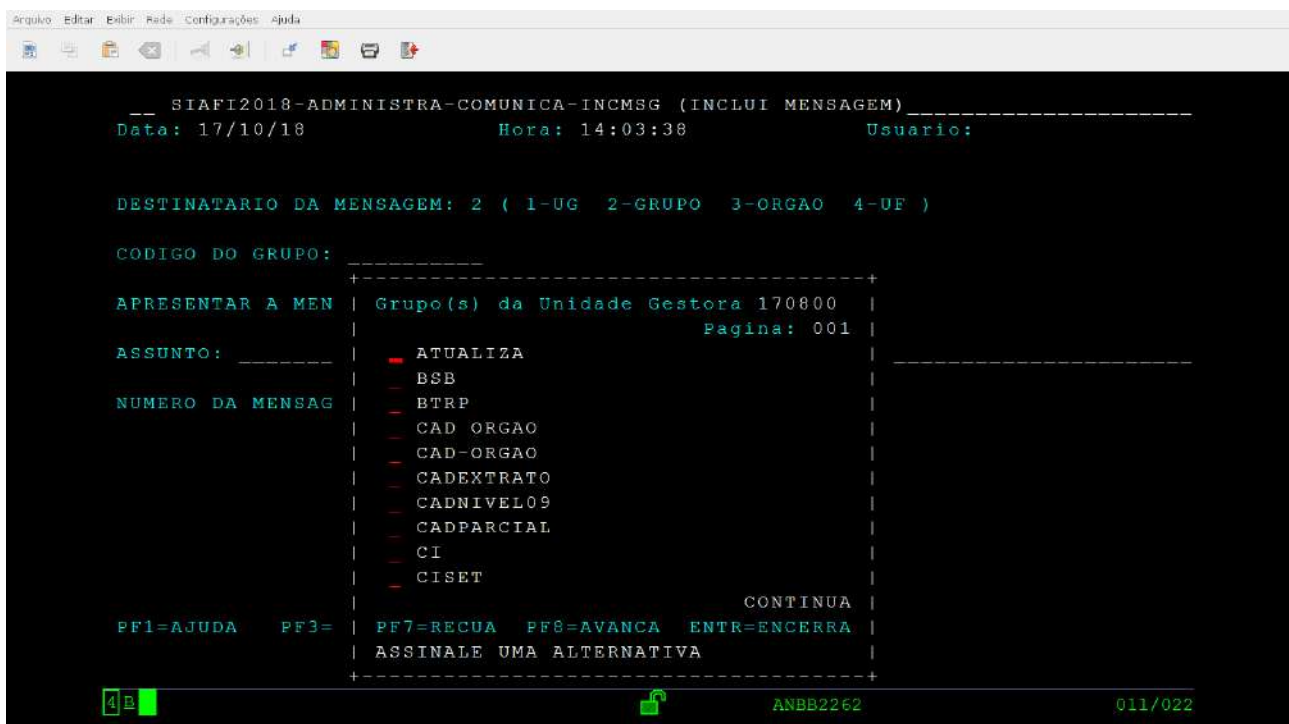 Arquivo Editar Exibir Rede Configurações Ajuda
__ SIAFI2018-ADMINISTRA-COMUNICA-INCMSG (INCLUI MENSAGEM)_____________________
Data: 17/10/18 Hora: 14:03:38 Usuario:
DESTINATARIO DA MENSAGEM: 2 ( 1-UG 2-GRUPO 3-ORGAO 4-UF )
CODIGO DO GRUPO: __________
+--------------------------------------+
APRESENTAR A MEN | Grupo(s) da Unidade Gestora 170800 |
| Pagina: 001 |
ASSUNTO: _______ | _ ATUALIZA | ______________________
| _ BSB |
NUMERO DA MENSAG | _ BTRP |
| _ CAD ORGAO |
| _ CAD-ORGAO |
| _ CADEXTRATO |
| _ CADNIVEL09 |
| _ CADPARCIAL |
| _ CI |
| _ CISET |
| CONTINUA |
PF1=AJUDA PF3= | PF7=RECUA PF8=AVANCA ENTR=ENCERRA |
| ASSINALE UMA ALTERNATIVA |
+--------------------------------------+
4 B ANBB2262 011/022